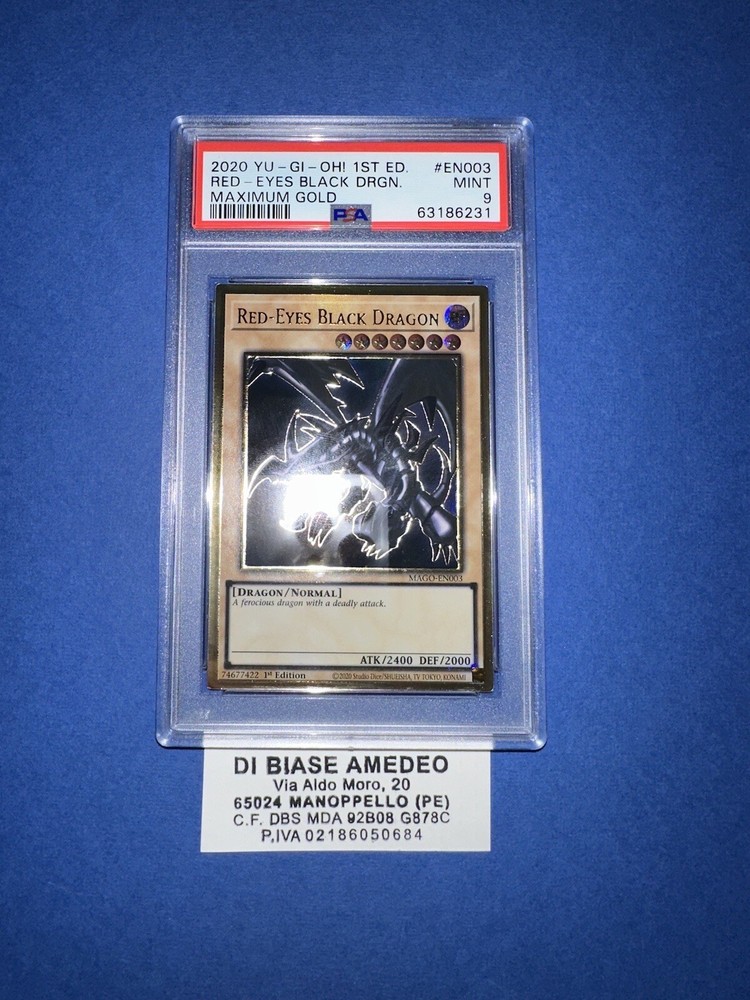 2020 YU-GI-OH! 1ST ED. #EN003
RED-EYES BLACK DRGN. MINT
MAXIMUM GOLD 9
PSA 63186231
RED-EYES BLACK DRAGON
MAGO-EN003
[DRAGON/NORMAL]
A ferocious dragon with a deadly attack.
ATK/2400 DEF/2000
74677422 1st Edition ©2020 Studio Dice/SHUEISHA, TV TOKYO, KONAMI
DI BIASE AMEDEO
Via Aldo Moro, 20
65024 MANOPPELLO (PE)
C.F. DBS MDA 92B08 G878C
P.IVA 02186050684